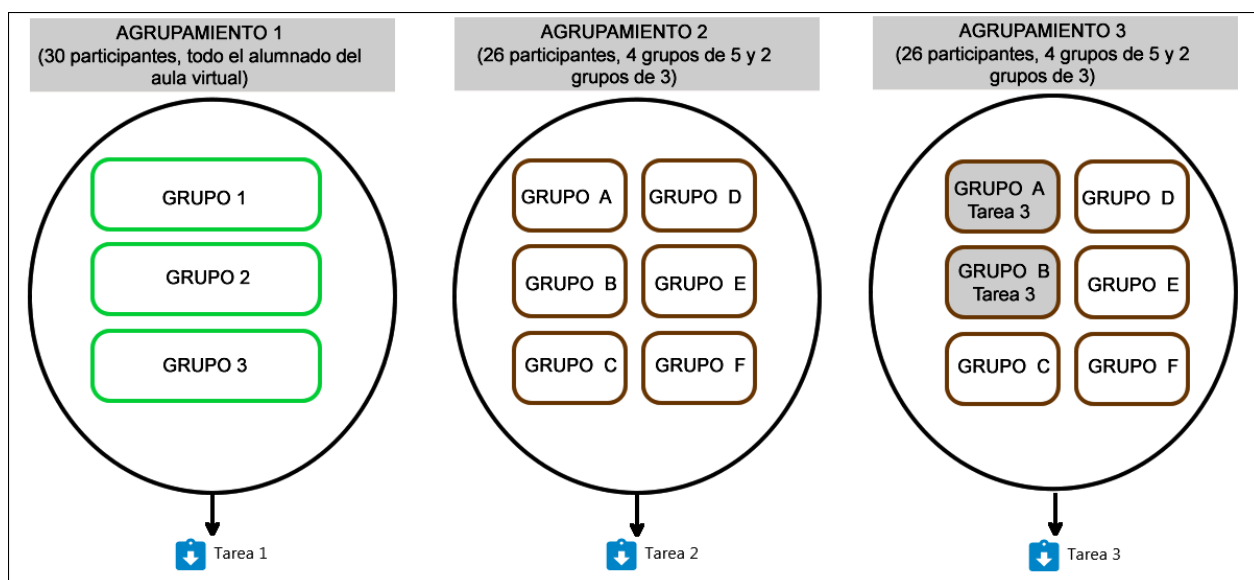 AGRUPAMIENTO 1
(30 participantes, todo el alumnado del
aula virtual)
GRUPO 1
GRUPO 2
GRUPO 3
Tarea 1
AGRUPAMIENTO 2
(26 participantes, 4 grupos de 5 y 2
grupos de 3)
GRUPO A
GRUPO D
GRUPO B
GRUPO E
GRUPO C
GRUPO F
Tarea 2
AGRUPAMIENTO 3
(26 participantes, 4 grupos de 5 y 2
grupos de 3)
GRUPO A
Tarea 3
GRUPO D
GRUPO B
Tarea 3
GRUPO E
GRUPO C
GRUPO F
Tarea 3